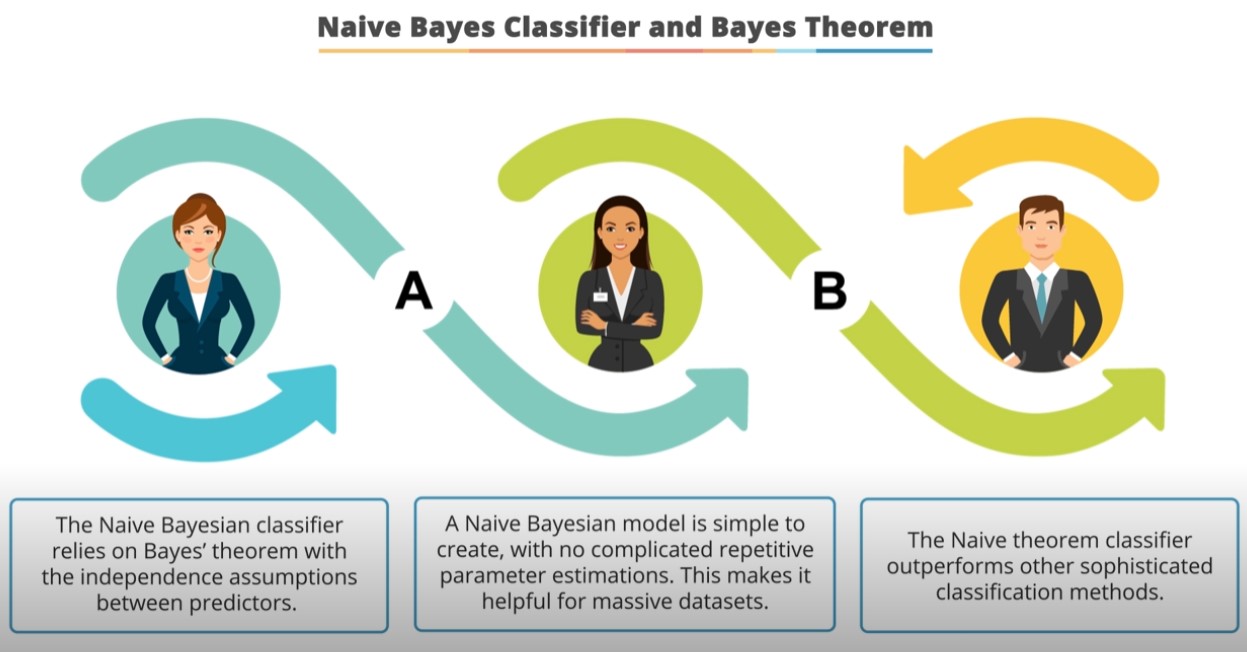 Naive Bayes Classifier and Bayes Theorem
A
B
The Naive Bayesian classifier
relies on Bayes’ theorem with
the independence assumptions
between predictors.
A Naive Bayesian model is simple to
create, with no complicated repetitive
parameter estimations. This makes it
helpful for massive datasets.
The Naive theorem classifier
outperforms other sophisticated
classification methods.